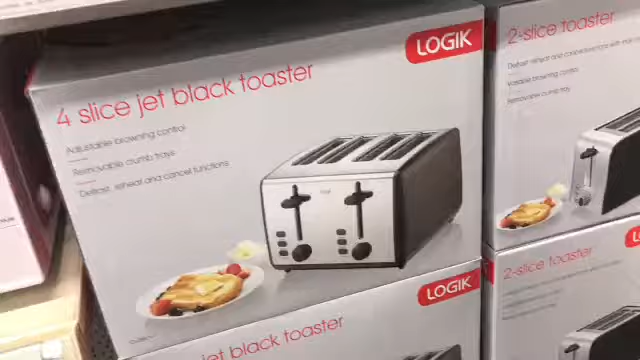 LOGIK
4 slice jet black toaster
Adjustable browning control
Removable crumb trays
Defrost, reheat and cancel functions
2-slice toaster
Variable browning control
Removable crumb tray
LOGIK
jet black toaster
2-slice toaster